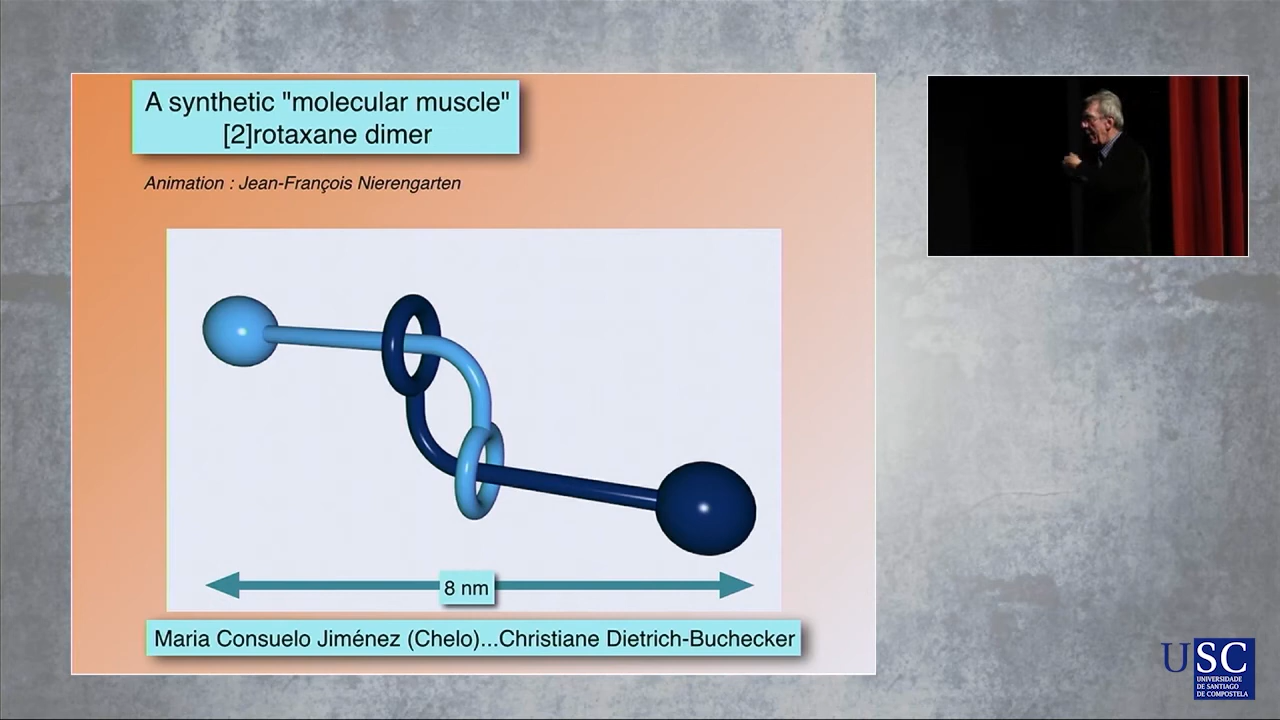 A synthetic "molecular muscle"
[2]rotaxane dimer
Animation : Jean-François Nierengarten
8 nm
Maria Consuelo Jiménez (Chelo)...Christiane Dietrich-Buchecker
USC
UNIVERSIDADE
DE SANTIAGO
DE COMPOSTELA